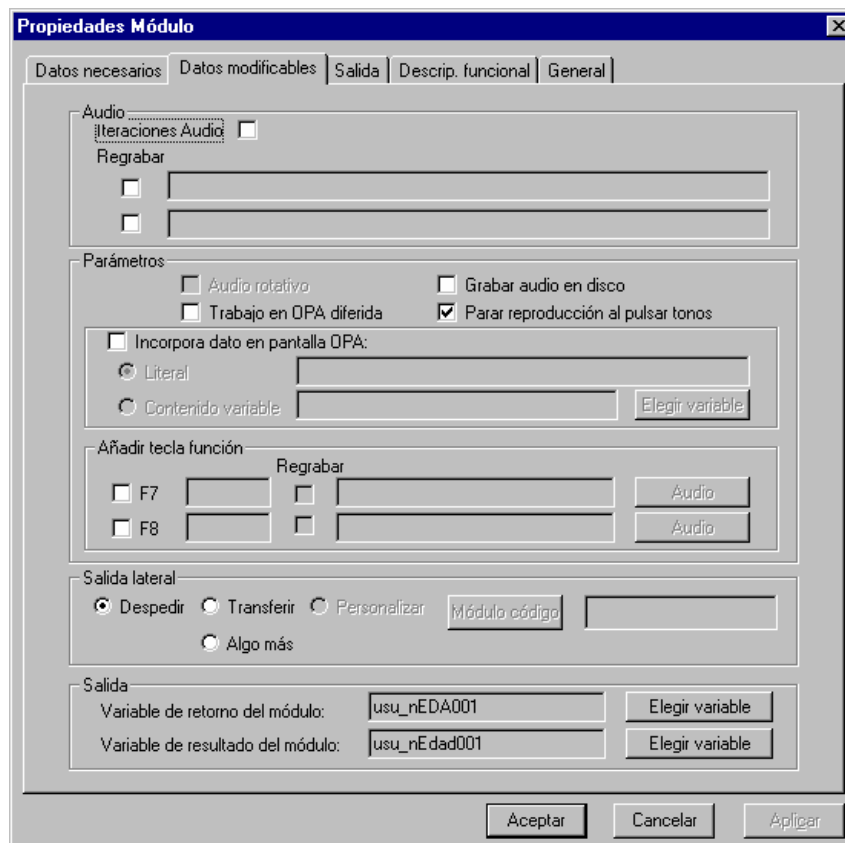 Propiedades Módulo
Datos necesarios Datos modificables Salida Descrip. funcional General
Audio
Iteraciones Audio
Regrabar
Parámetros
Audio rotativo Grabar audio en disco
Trabajo en OPA diferida Parar reproducción al pulsar tonos
Incorpora dato en pantalla OPA:
Literal
Contenido variable Elegir variable
Añadir tecla función
Regrabar
F7 Audio
F8 Audio
Salida lateral
Despedir Transferir Personalizar Módulo código
Algo más
Salida
Variable de retorno del módulo: usu_nEDA001 Elegir variable
Variable de resultado del módulo: usu_nEdad001 Elegir variable
Aceptar Cancelar Aplicar